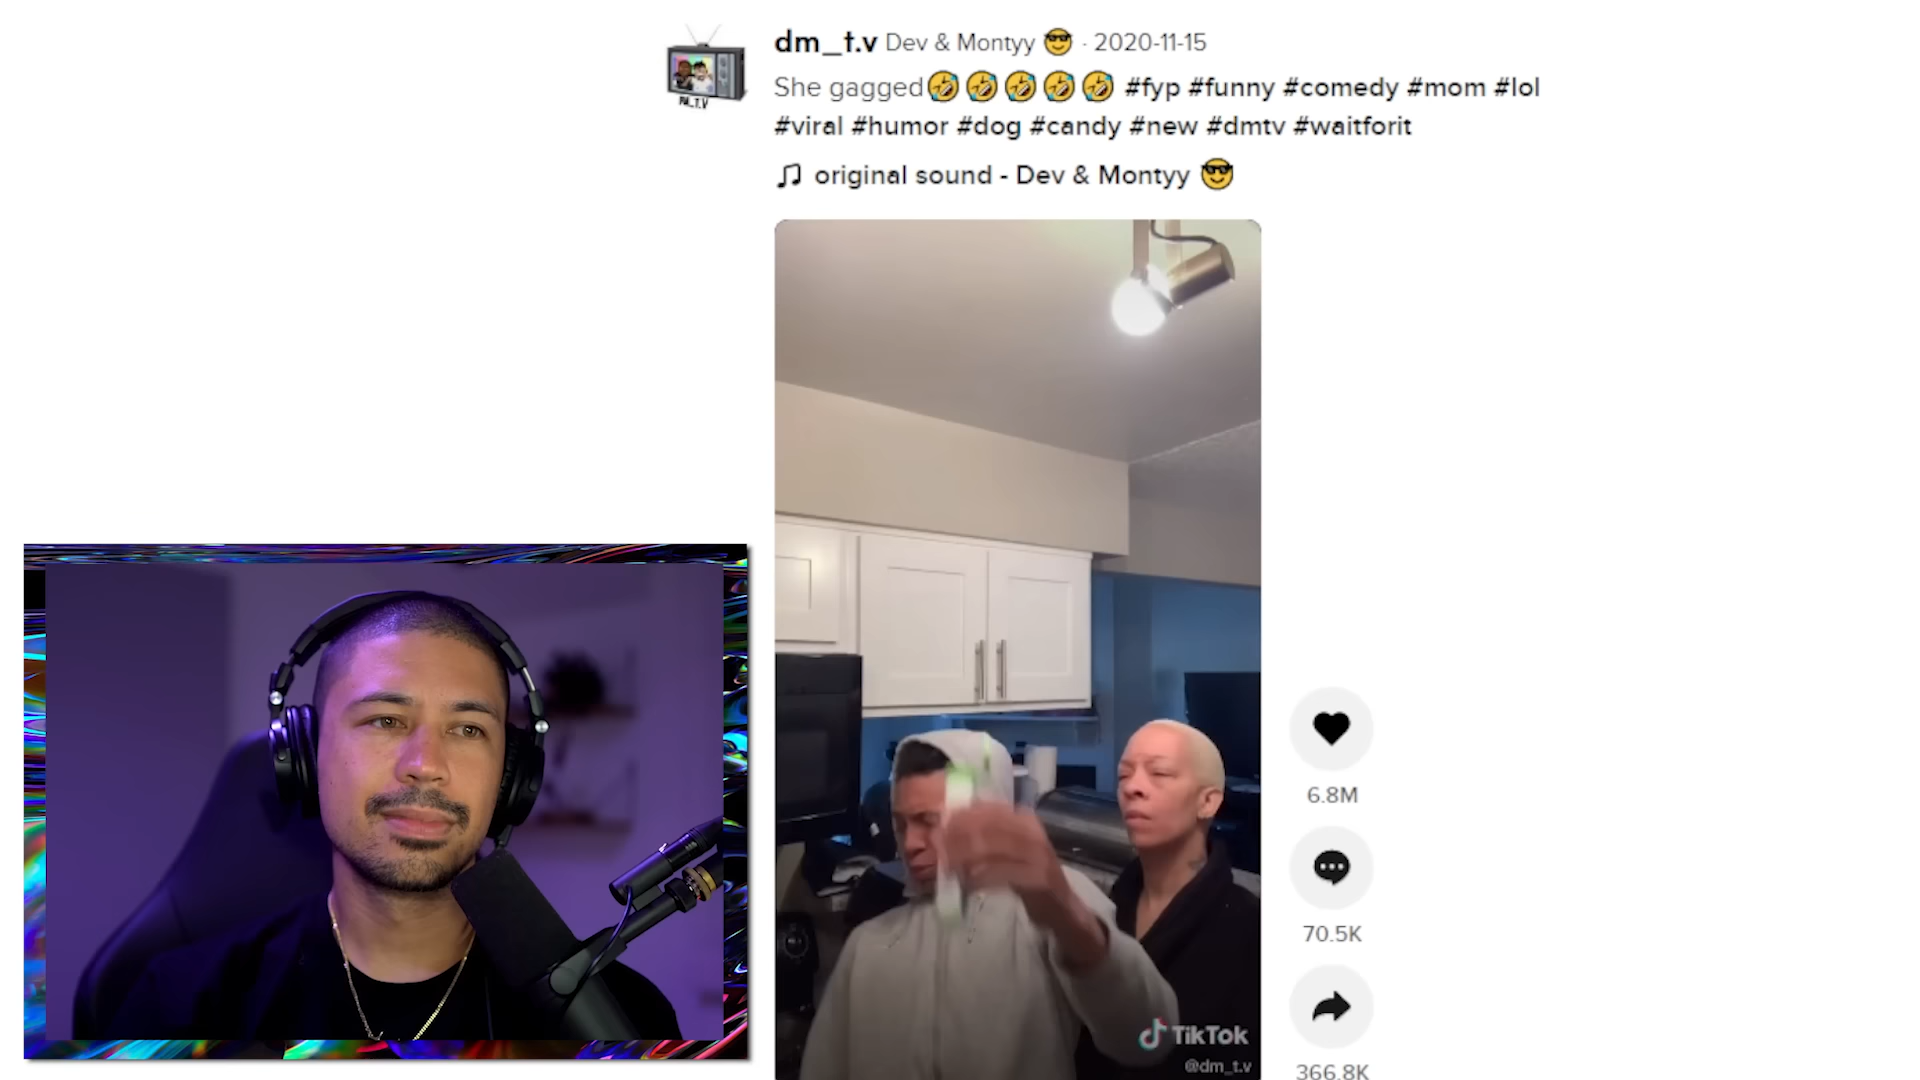 dm_t.v Dev & Montyy 😎 · 2020-11-15
She gagged🤣🤣🤣🤣🤣 #fyp #funny #comedy #mom #lol
#viral #humor #dog #candy #new #dmtv #waitforit
♫ original sound - Dev & Montyy 😎
6.8M
70.5K
366.8K
TikTok
@dm_t.v